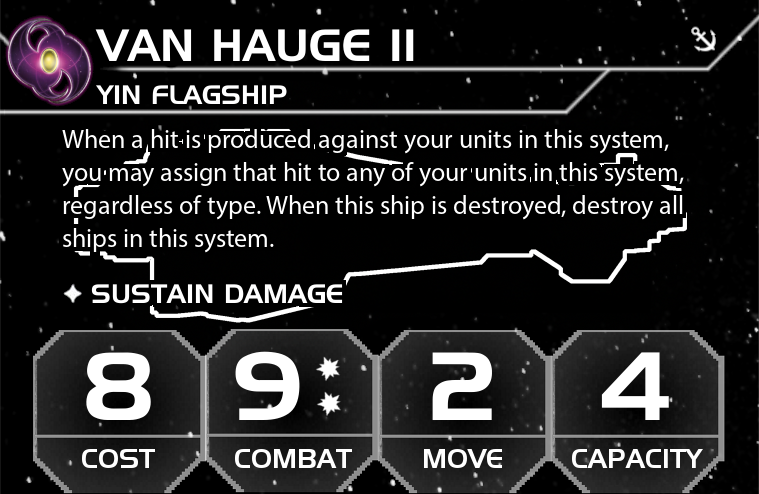 VAN HAUGE II
YIN FLAGSHIP
When a hit is produced against your units in this system,
you may assign that hit to any of your units in this system,
regardless of type. When this ship is destroyed, destroy all
ships in this system.
SUSTAIN DAMAGE
8 9 2 4
COST COMBAT MOVE CAPACITY